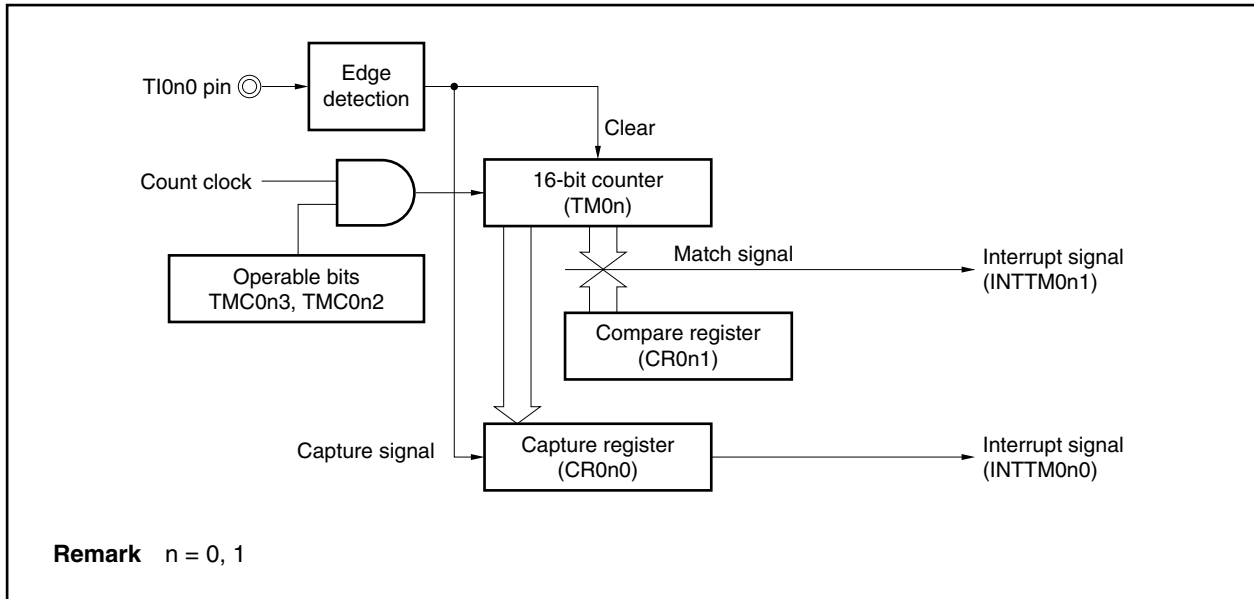 TI0n0 pin
Edge
detection
Clear
Count clock
16-bit counter
(TM0n)
Operable bits
TMC0n3, TMC0n2
Match signal
Interrupt signal
(INTTM0n1)
Compare register
(CR0n1)
Capture signal
Capture register
(CR0n0)
Interrupt signal
(INTTM0n0)
Remark n = 0, 1